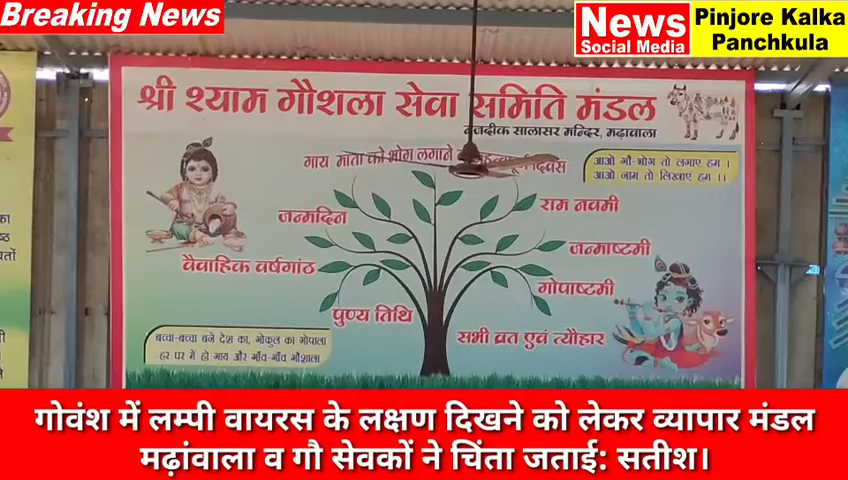 Breaking News
News
Social Media
Pinjore Kalka
Panchkula
श्री श्याम गौशला सेवा समिति मंडल
नजदीक सालासर मन्दिर, मढ़ावाला
गाय माता को भोग लगाने
दिवस
आओ गौ-भोग तो लगाएं हम ।
आओ नाम तो लिखाएं हम ।।
जन्मदिन
राम नवमी
जन्माष्टमी
वैवाहिक वर्षगांठ
गोपाष्टमी
पुण्य तिथि
सभी व्रत एवं त्यौहार
बच्चा-बच्चा बने देश का, गोकुल का गोपाला
हर घर में हो गाय और गाँव-गाँव गौशाला
गोवंश में लम्पी वायरस के लक्षण दिखने को लेकर व्यापार मंडल
मढ़ांवाला व गौ सेवकों ने चिंता जताई: सतीश।